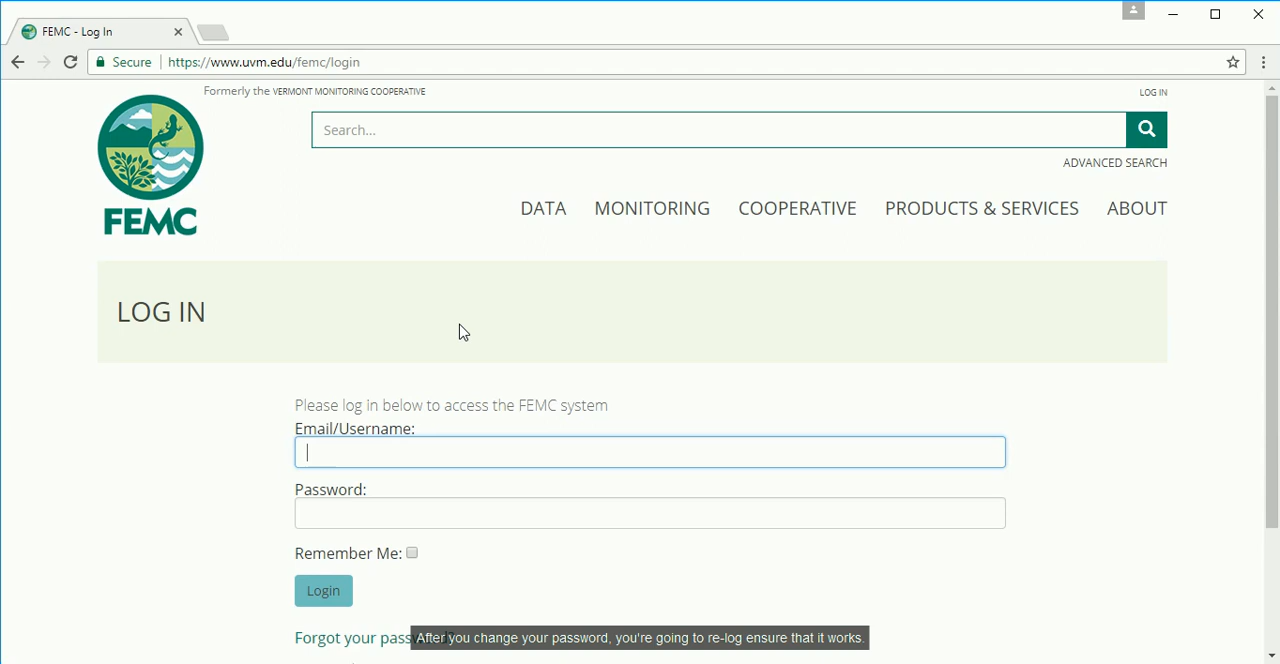 FEMC - Log In
Secure https://www.uvm.edu/femc/login
Formerly the VERMONT MONITORING COOPERATIVE
LOG IN
Search...
ADVANCED SEARCH
FEMC
DATA MONITORING COOPERATIVE PRODUCTS & SERVICES ABOUT
LOG IN
Please log in below to access the FEMC system
Email/Username:
Password:
Remember Me:
Login
Forgot your
After you change your password, you're going to re-log ensure that it works.